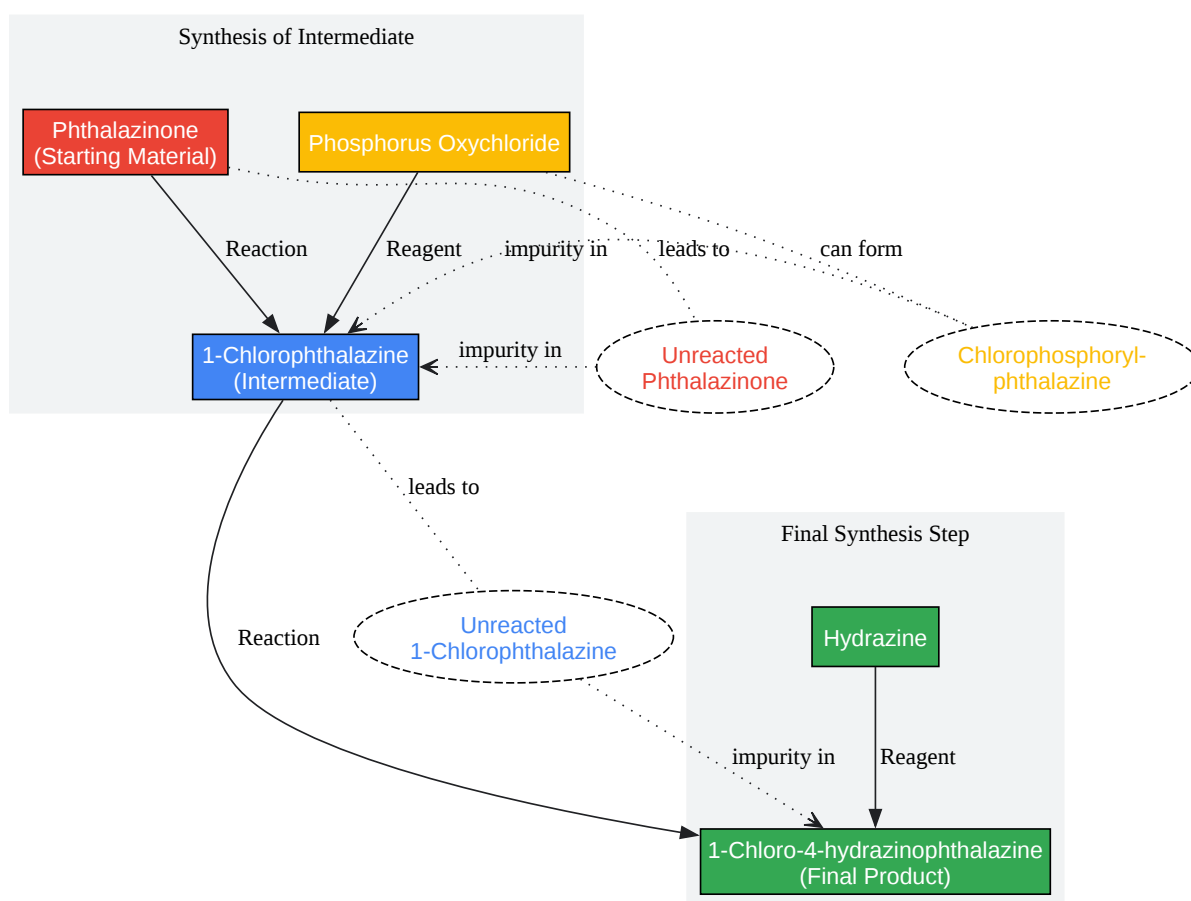 Synthesis of Intermediate
Phthalazinone
(Starting Material)
Phosphorus Oxychloride
Reaction
Reagent
impurity in
leads to
can form
1-Chlorophthalazine
(Intermediate)
impurity in
Unreacted
Phthalazinone
Chlorophosphoryl-
phthalazine
leads to
Final Synthesis Step
Reaction
Unreacted
1-Chlorophthalazine
Hydrazine
impurity in
Reagent
1-Chloro-4-hydrazinophthalazine
(Final Product)